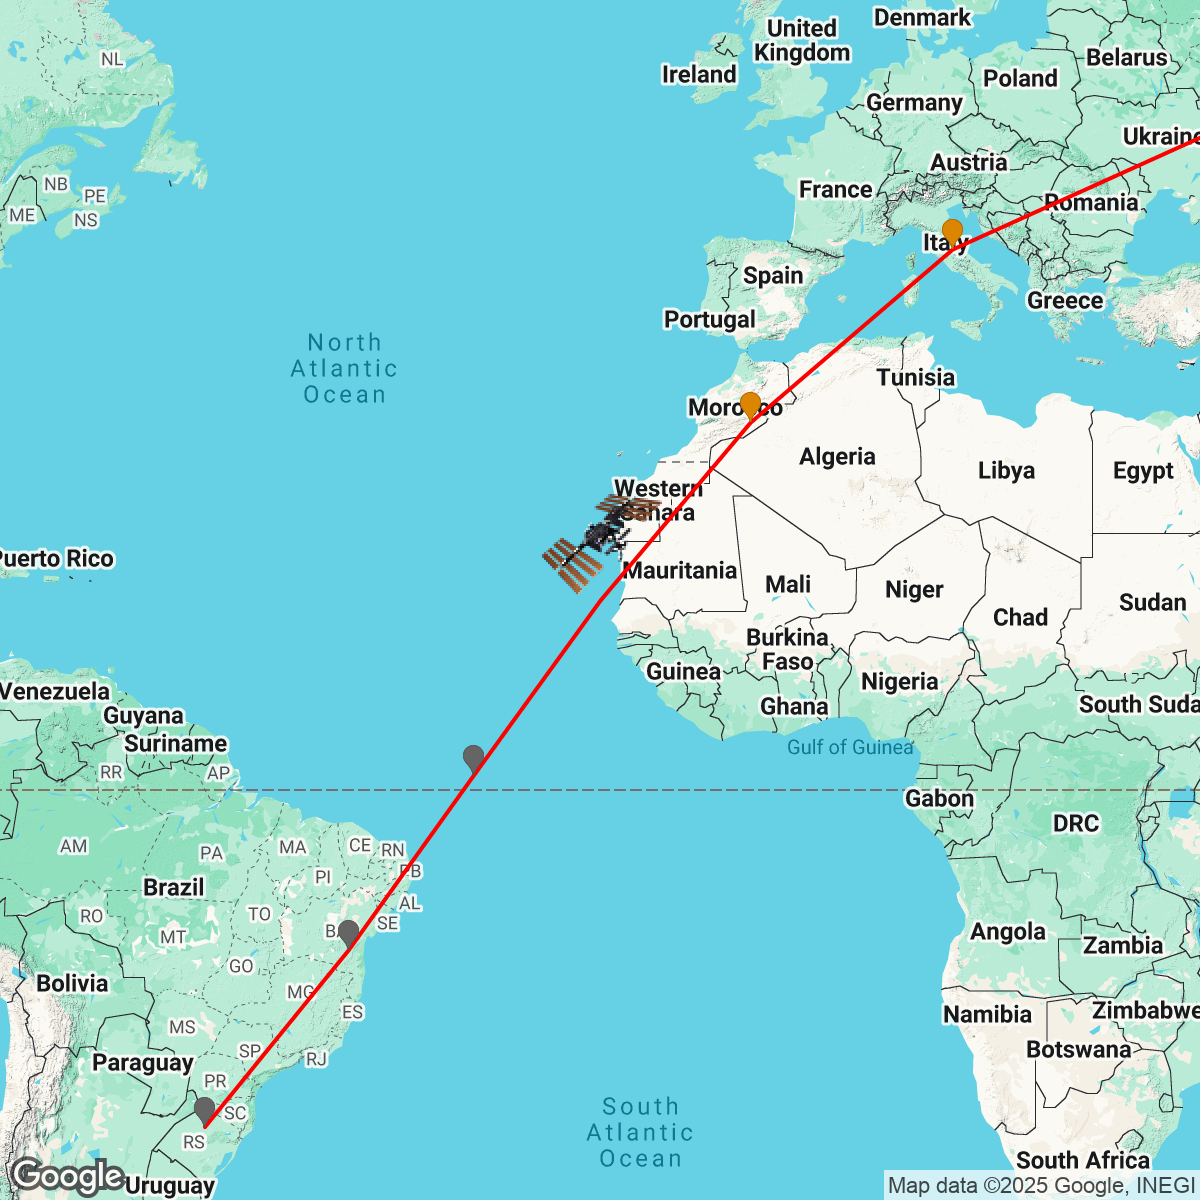 Denmark
United
Kingdom
Belarus
NL
Ireland
Poland
Germany
Ukraine
Austria
France
NB
PE
ME
NS
Romania
Italy
Spain
Greece
Portugal
North
Atlantic
Ocean
Tunisia
Morocco
Algeria
Libya
Egypt
Western
Sahara
Puerto Rico
Mauritania
Mali
Niger
Sudan
Chad
Burkina
Faso
Guinea
Nigeria
Venezuela
Ghana
South Suda
Guyana
Suriname
Gulf of Guinea
RR
AP
Gabon
DRC
AM
PA
MA
CE
RN
PB
PI
Brazil
AL
RO
TO
SE
BA
MT
Angola
Zambia
GO
Bolivia
MG
ES
Namibia
Zimbabwe
MS
SP
RJ
Botswana
Paraguay
PR
SC
South
Atlantic
Ocean
RS
South Africa
Uruguay
Google
Map data ©2025 Google, INEGI